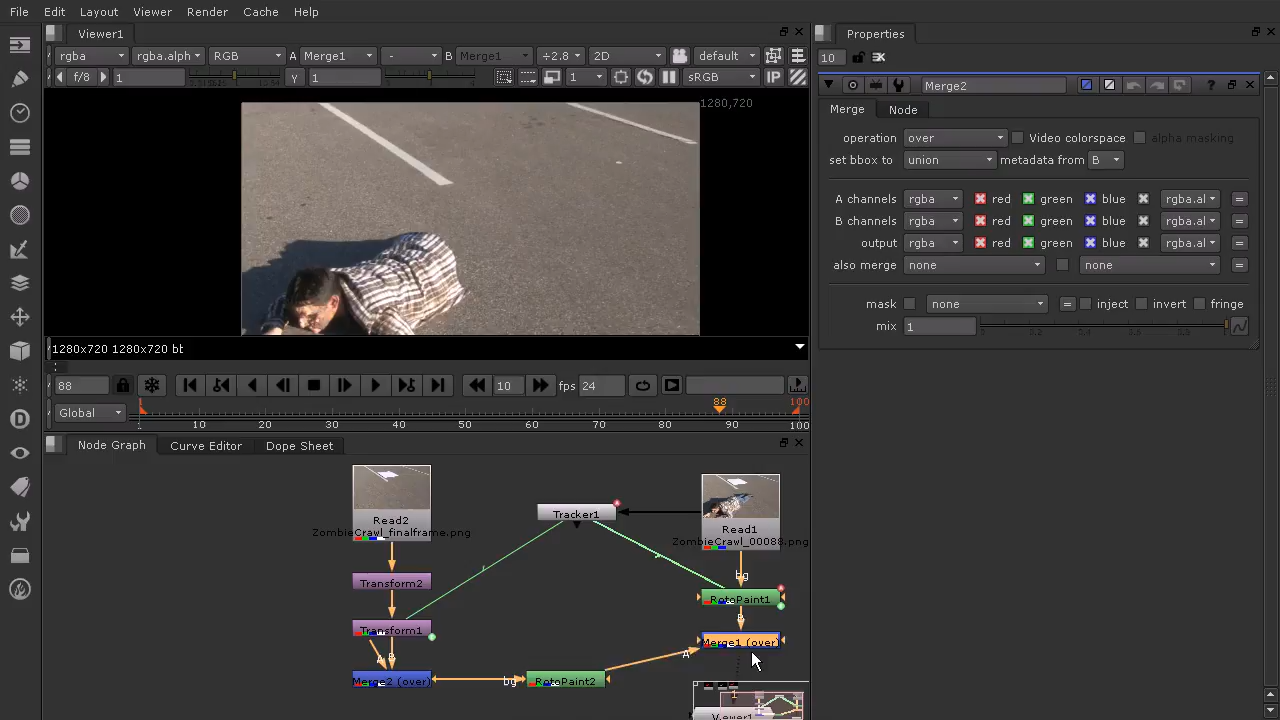 File Edit Layout Viewer Render Cache Help
Viewer1
rgba rgba.alph RGB A Merge1 - B Merge1 ÷2.8 2D default
f/8 1 Y 1 1 sRGB IP
1280,720
1280x720 1280x720 bt
88 10 fps 24
Global 1 10 20 30 40 50 60 70 80 88 90 100 100
Node Graph Curve Editor Dope Sheet
Read2
ZombieCrawl_finalframe.png
Transform2
Transform1
A B
Merge2 (over)
bg
RotoPaint2
Tracker1
Read1
ZombieCrawl_00088.png
bg
RotoPaint1
B
Merge1 (over)
A
1
Viewer1
Properties
10
Merge2
Merge Node
operation over Video colorspace alpha masking
set bbox to union metadata from B
A channels rgba red green blue rgba.al =
B channels rgba red green blue rgba.al =
output rgba red green blue rgba.al =
also merge none none =
mask none = inject invert fringe
mix 1